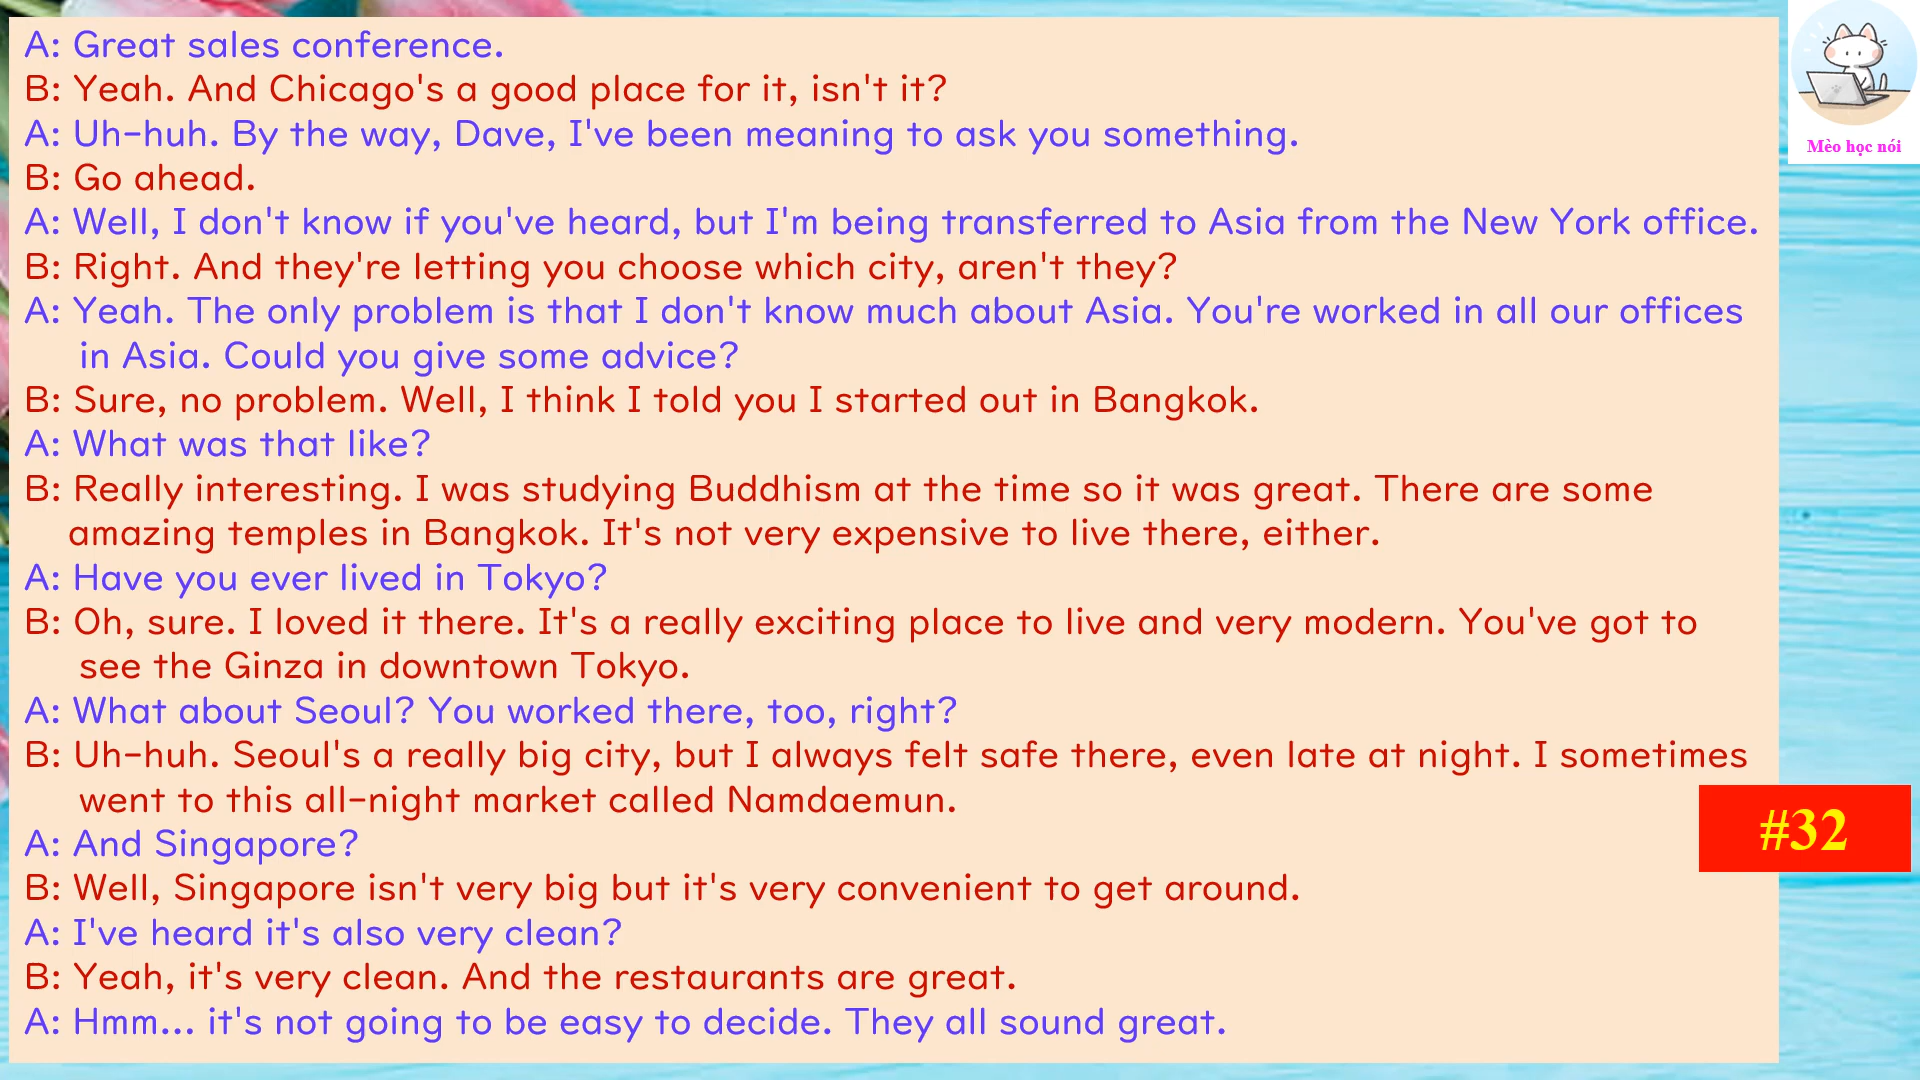 A: Great sales conference.
B: Yeah. And Chicago's a good place for it, isn't it?
A: Uh-huh. By the way, Dave, I've been meaning to ask you something.
B: Go ahead.
A: Well, I don't know if you've heard, but I'm being transferred to Asia from the New York office.
B: Right. And they're letting you choose which city, aren't they?
A: Yeah. The only problem is that I don't know much about Asia. You're worked in all our offices
in Asia. Could you give some advice?
B: Sure, no problem. Well, I think I told you I started out in Bangkok.
A: What was that like?
B: Really interesting. I was studying Buddhism at the time so it was great. There are some
amazing temples in Bangkok. It's not very expensive to live there, either.
A: Have you ever lived in Tokyo?
B: Oh, sure. I loved it there. It's a really exciting place to live and very modern. You've got to
see the Ginza in downtown Tokyo.
A: What about Seoul? You worked there, too, right?
B: Uh-huh. Seoul's a really big city, but I always felt safe there, even late at night. I sometimes
went to this all-night market called Namdaemun.
A: And Singapore?
B: Well, Singapore isn't very big but it's very convenient to get around.
A: I've heard it's also very clean?
B: Yeah, it's very clean. And the restaurants are great.
A: Hmm... it's not going to be easy to decide. They all sound great.
Mèo học nói
#32